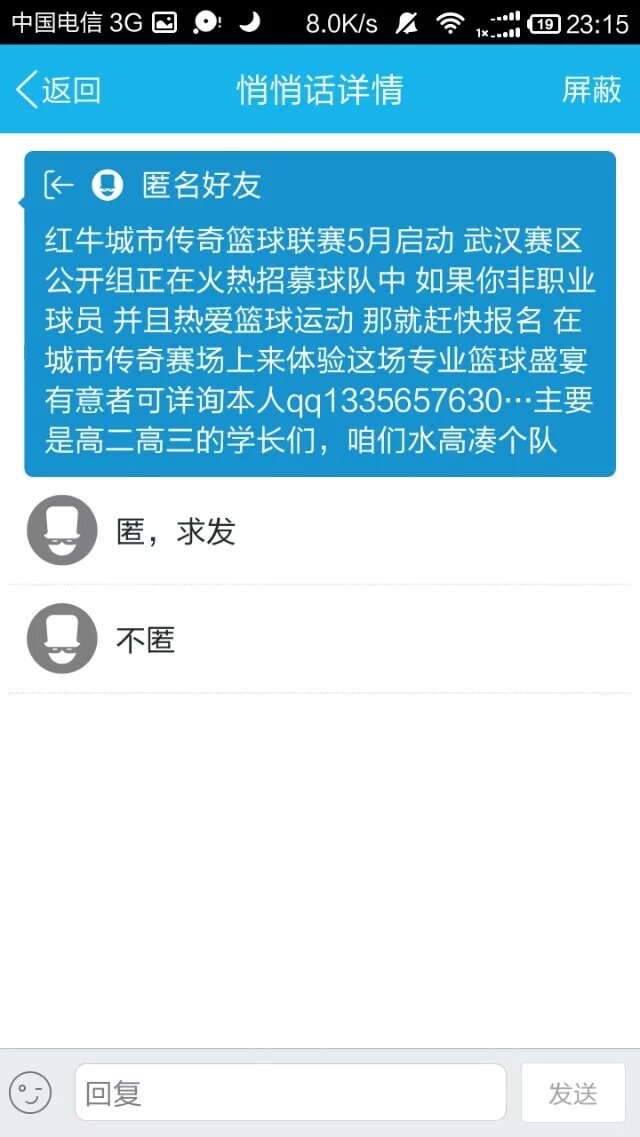 中国电信 3G 8.0K/s 1x 19 23:15
返回 悄悄话详情 屏蔽
匿名好友
红牛城市传奇篮球联赛5月启动 武汉赛区
公开组正在火热招募球队中 如果你非职业
球员 并且热爱篮球运动 那就赶快报名 在
城市传奇赛场上来体验这场专业篮球盛宴
有意者可详询本人qq1335657630…主要
是高二高三的学长们，咱们水高凑个队
匿，求发
不匿
回复 发送